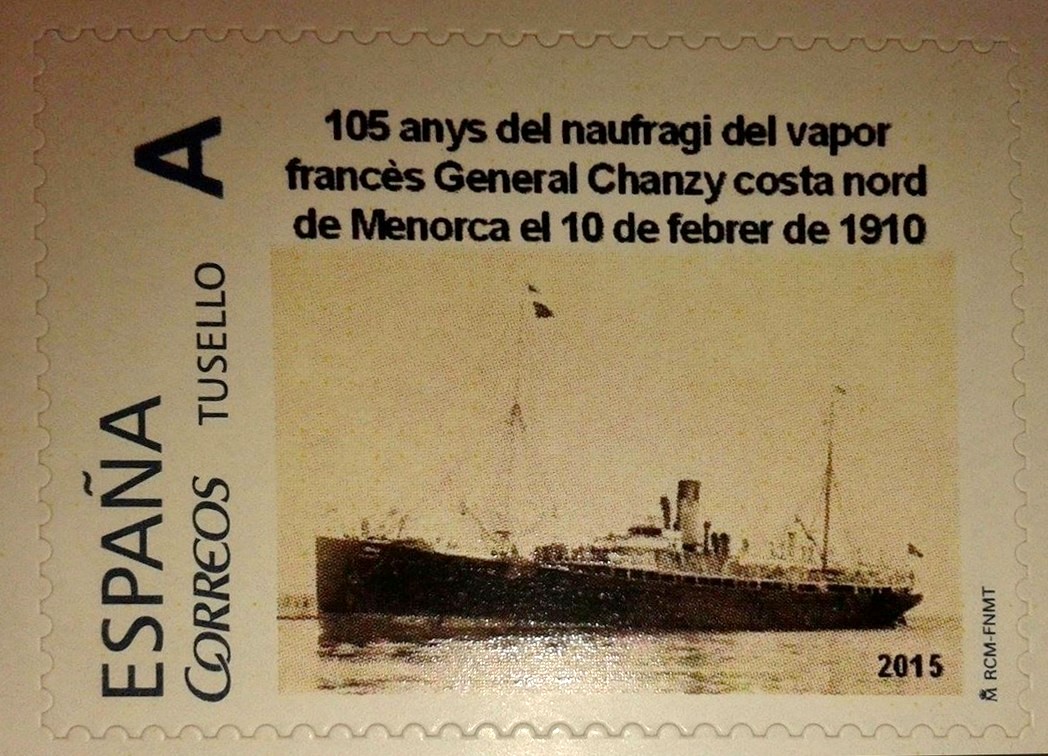 105 anys del naufragi del vapor
francès General Chanzy costa nord
de Menorca el 10 de febrer de 1910
ESPAÑA
CORREOS TUSELLO A
2015
M RCM-FNMT